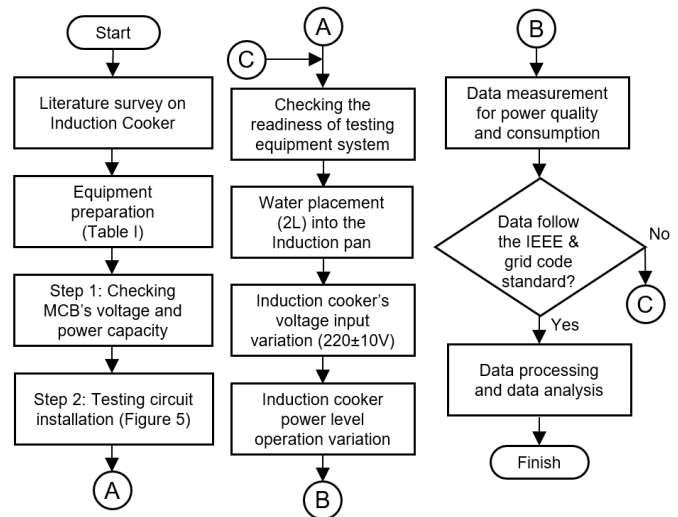 Start
Literature survey on
Induction Cooker
Equipment
preparation
(Table I)
Step 1: Checking
MCB's voltage and
power capacity
Step 2: Testing circuit
installation (Figure 5)
A
A
C
Checking the
readiness of testing
equipment system
Water placement
(2L) into the
Induction pan
Induction cooker's
voltage input
variation (220±10V)
Induction cooker
power level
operation variation
B
B
Data measurement
for power quality
and consumption
Data follow
the IEEE &
grid code
standard?
No
C
Yes
Data processing
and data analysis
Finish